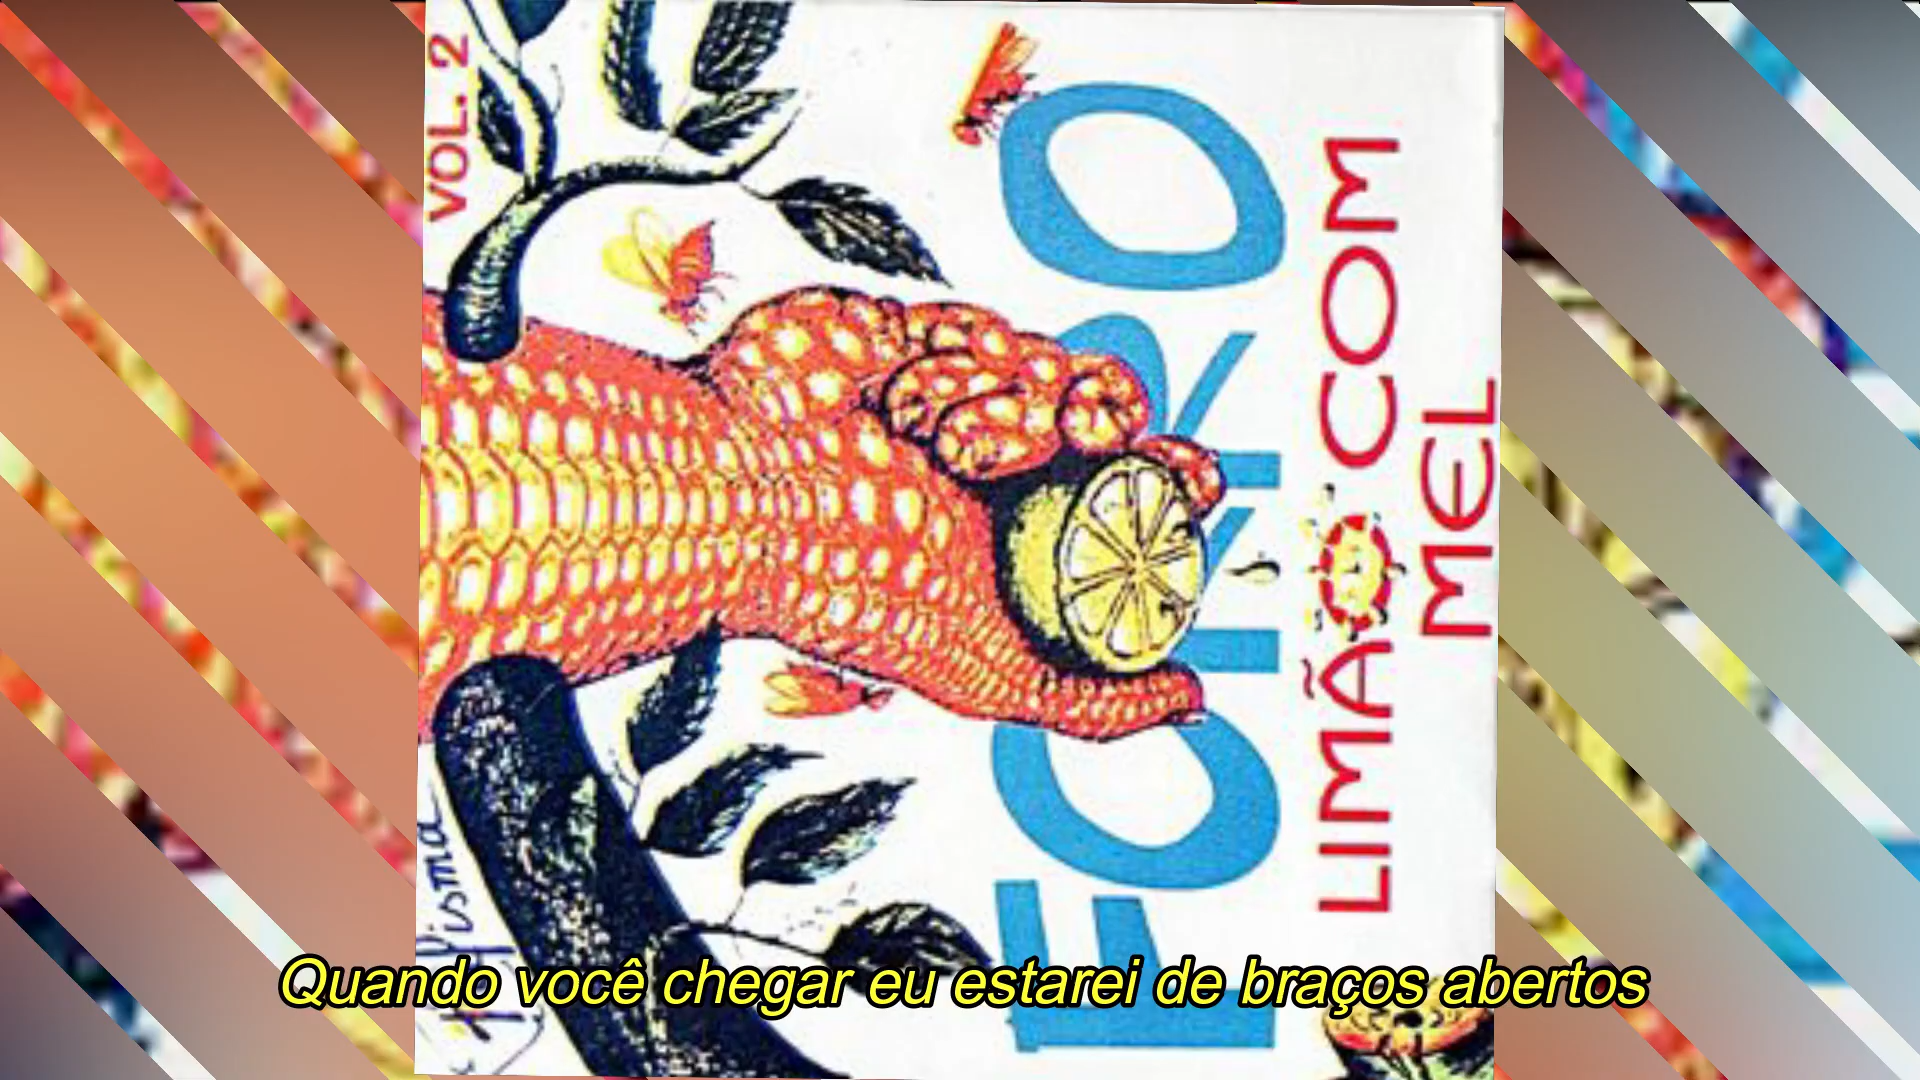 VOL. 2
FORRÓ
LIMÃO COM
MEL
Quando você chegar eu estarei de braços abertos